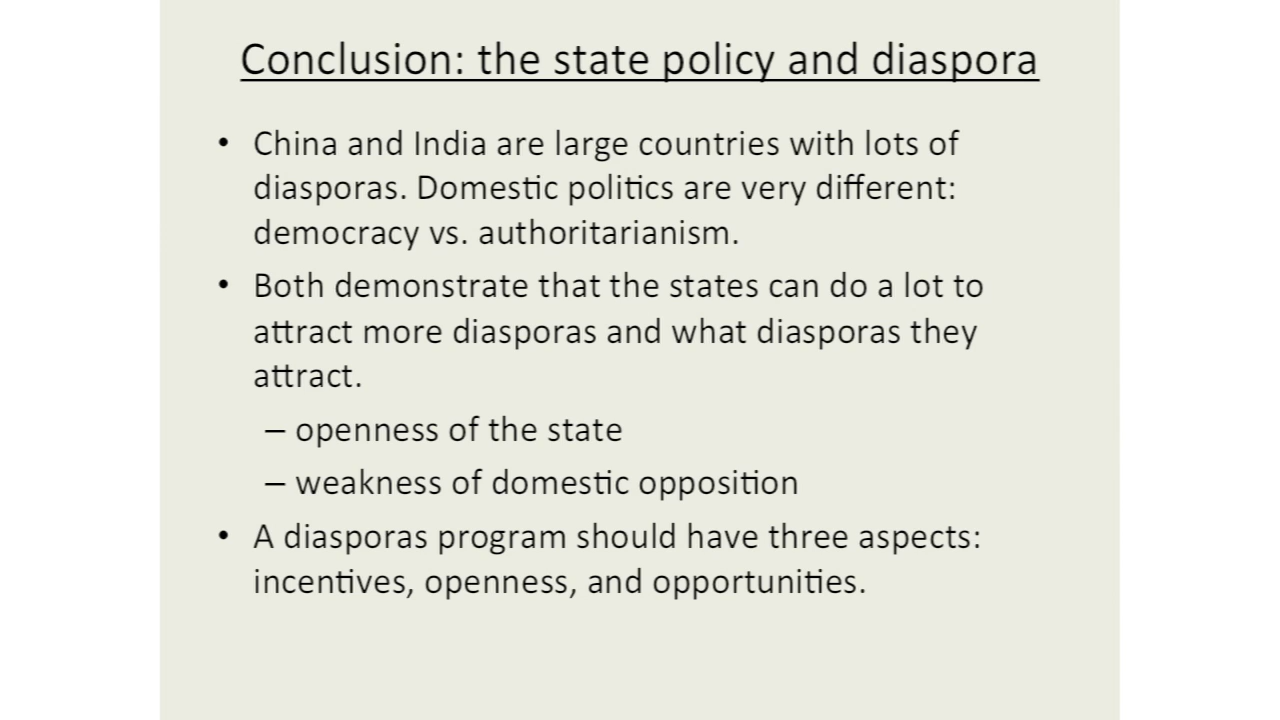 Conclusion: the state policy and diaspora
• China and India are large countries with lots of
diasporas. Domestic politics are very different:
democracy vs. authoritarianism.
• Both demonstrate that the states can do a lot to
attract more diasporas and what diasporas they
attract.
– openness of the state
– weakness of domestic opposition
• A diasporas program should have three aspects:
incentives, openness, and opportunities.